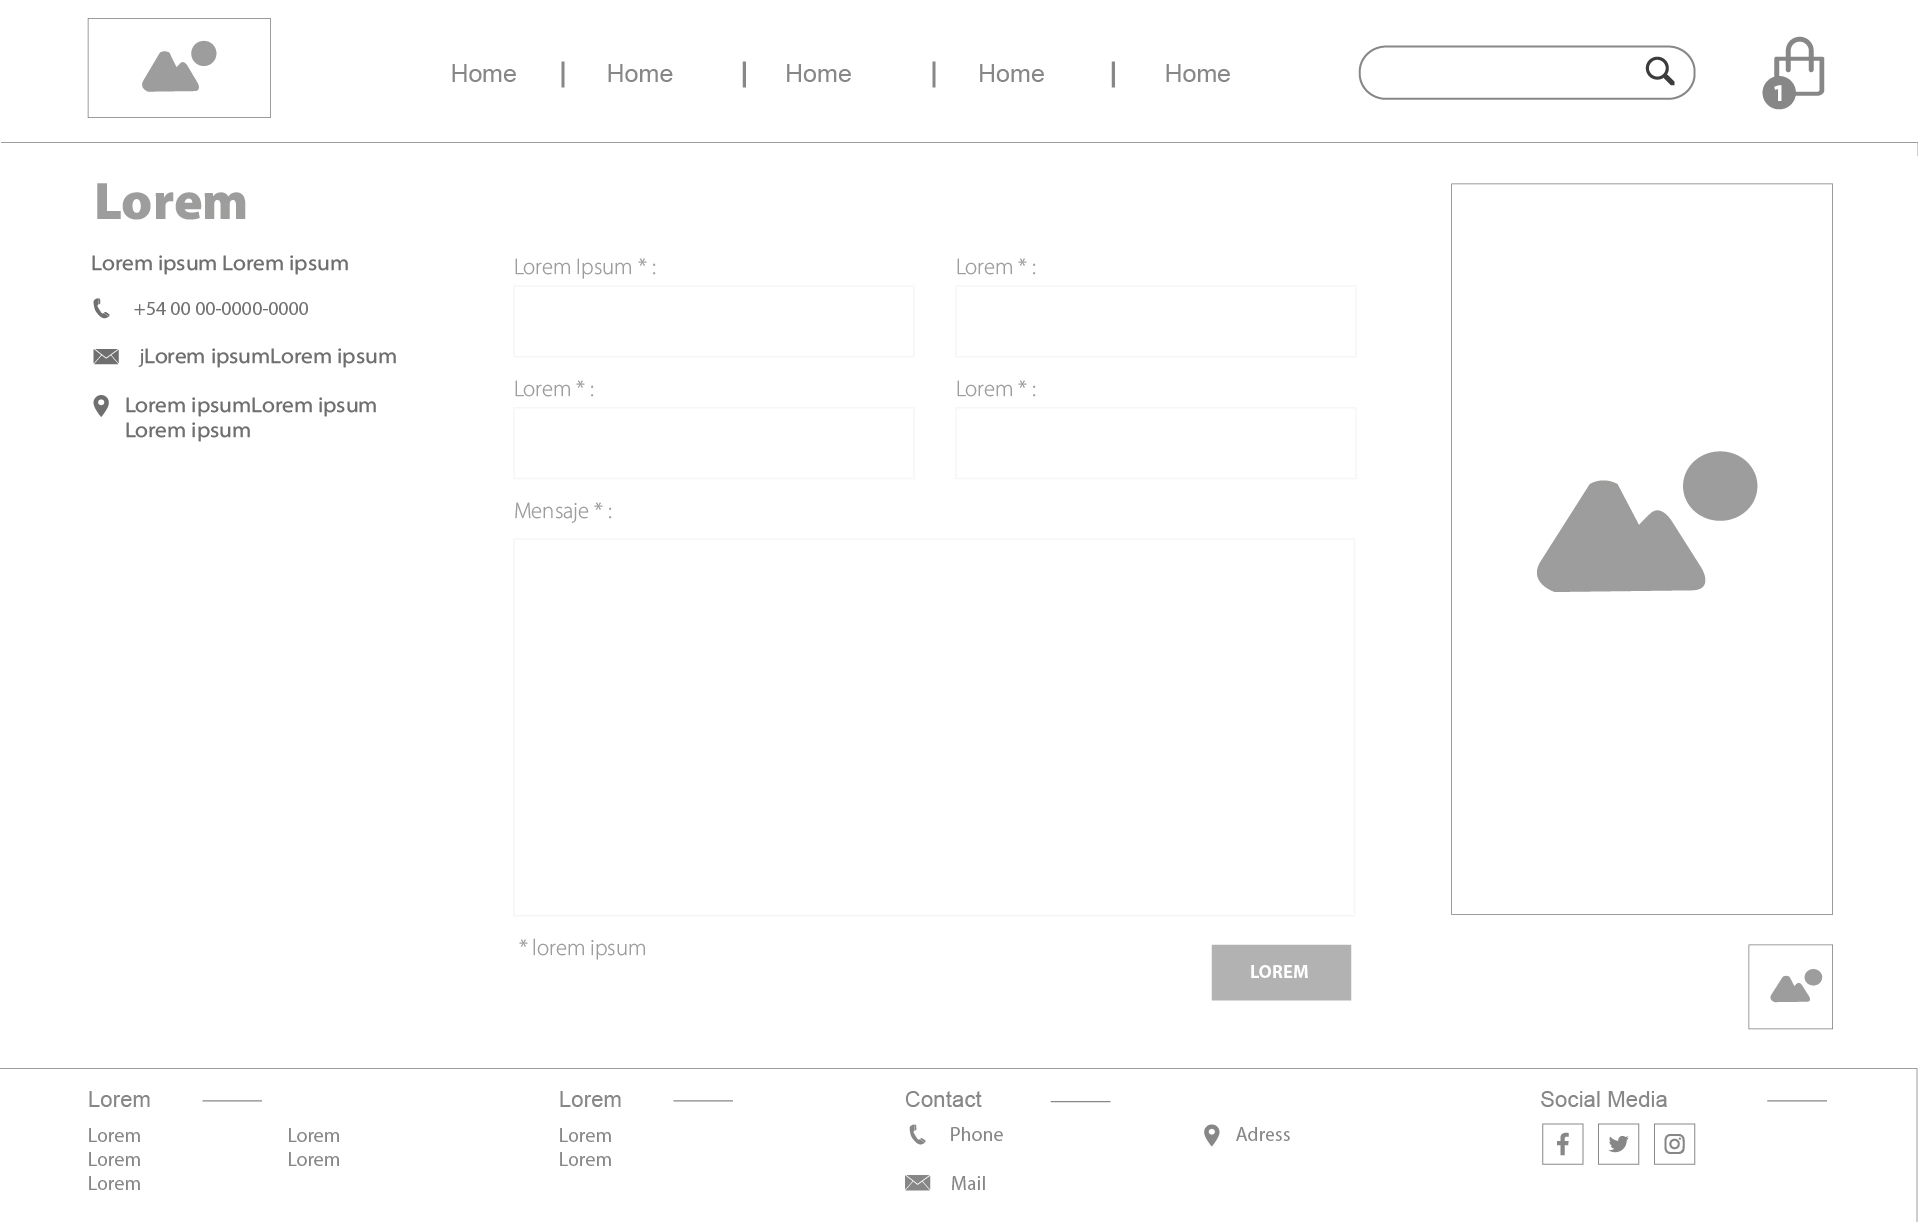 Home | Home | Home | Home | Home
1
Lorem
Lorem ipsum Lorem ipsum
+54 00 00-0000-0000
jLorem ipsumLorem ipsum
Lorem ipsumLorem ipsum
Lorem ipsum
Lorem Ipsum * :
Lorem * :
Lorem * :
Lorem * :
Mensaje * :
* lorem ipsum
LOREM
Lorem
Lorem
Lorem
Lorem
Lorem
Lorem
Lorem
Lorem
Lorem
Contact
Phone
Adress
Mail
Social Media